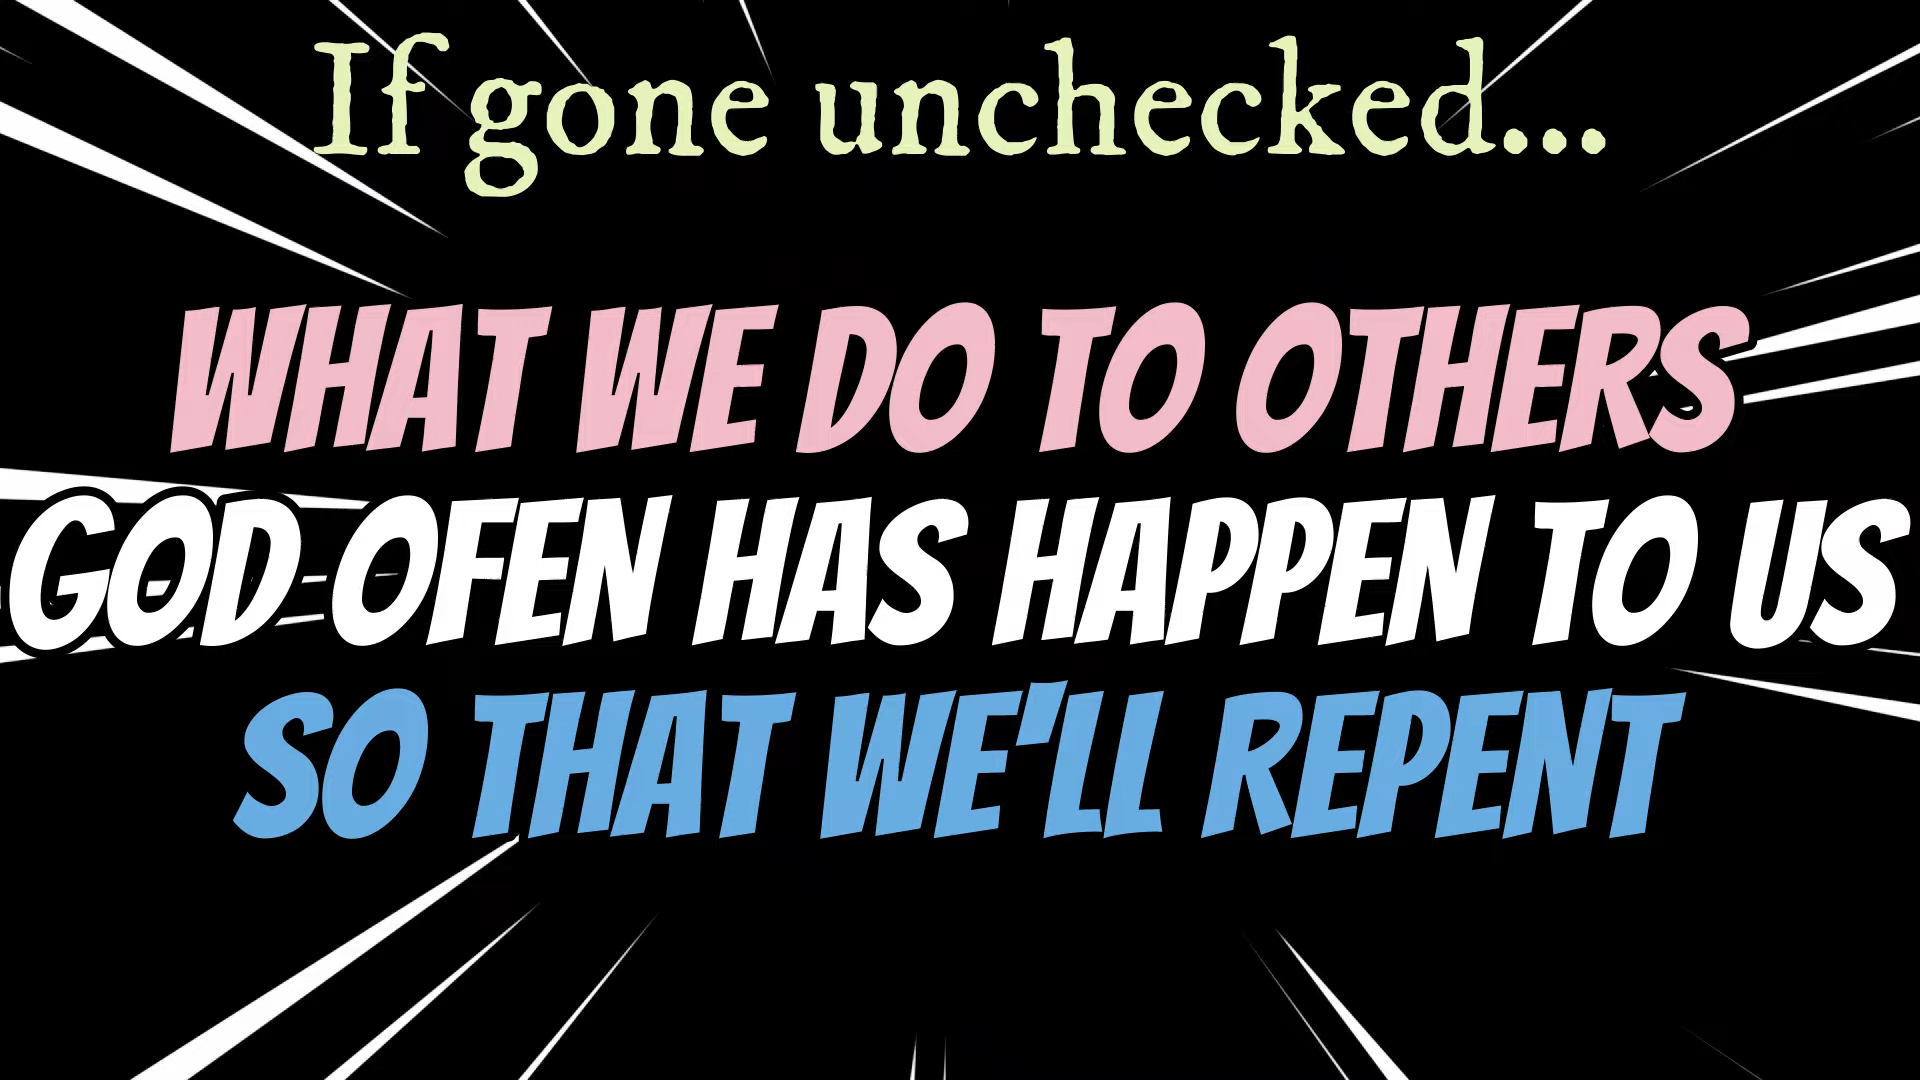 If gone unchecked...
WHAT WE DO TO OTHERS
GOD OFEN HAS HAPPEN TO US
SO THAT WE'LL REPENT